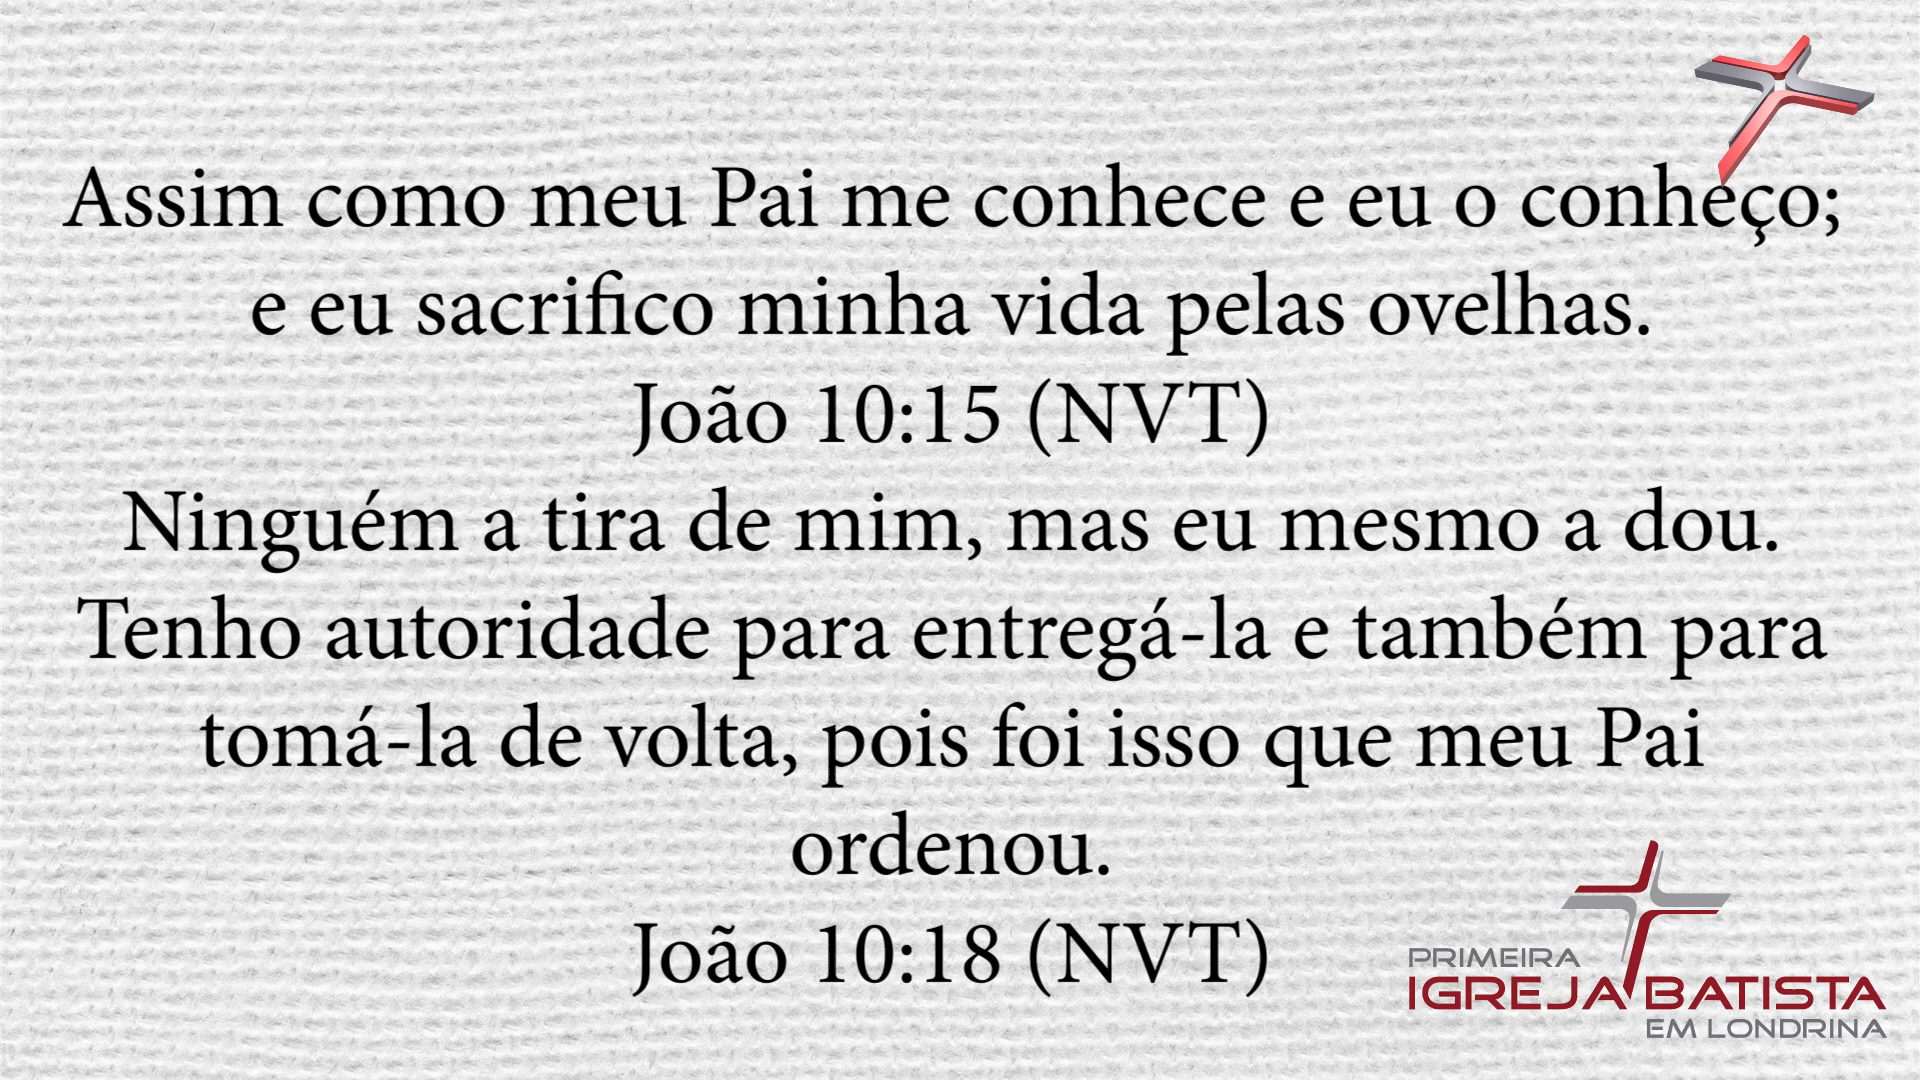 Assim como meu Pai me conhece e eu o conheço;
e eu sacrifico minha vida pelas ovelhas.
João 10:15 (NVT)
Ninguém a tira de mim, mas eu mesmo a dou.
Tenho autoridade para entregá-la e também para
tomá-la de volta, pois foi isso que meu Pai
ordenou.
João 10:18 (NVT)
PRIMEIRA
IGREJA BATISTA
EM LONDRINA